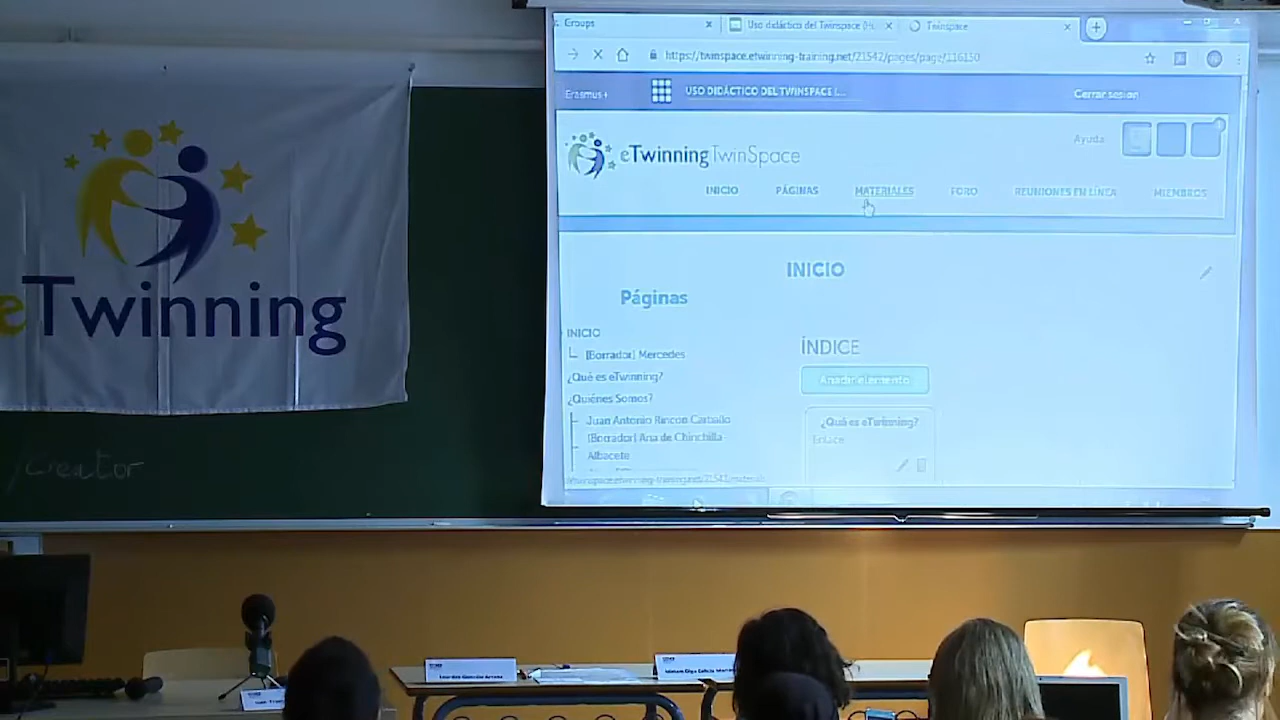 eTwinning
creator
Groups
Uso didáctico del Twinspace (H
Twinspace
https://twinspace.etwinning-training.net/21542/pages/page/116150
Erasmus+
USO DIDÁCTICO DEL TWINSPACE (...
Cerrar sesión
eTwinning TwinSpace
Ayuda
INICIO
PÁGINAS
MATERIALES
FORO
REUNIONES EN LÍNEA
MIEMBROS
INICIO
Páginas
INICIO
[Borrador] Mercedes
¿Qué es eTwinning?
¿Quiénes Somos?
Juan Antonio Rincón Carballo
[Borrador] Ana de Chinchilla-
Albacete
ÍNDICE
Añadir elemento
¿Qué es eTwinning?
Enlace